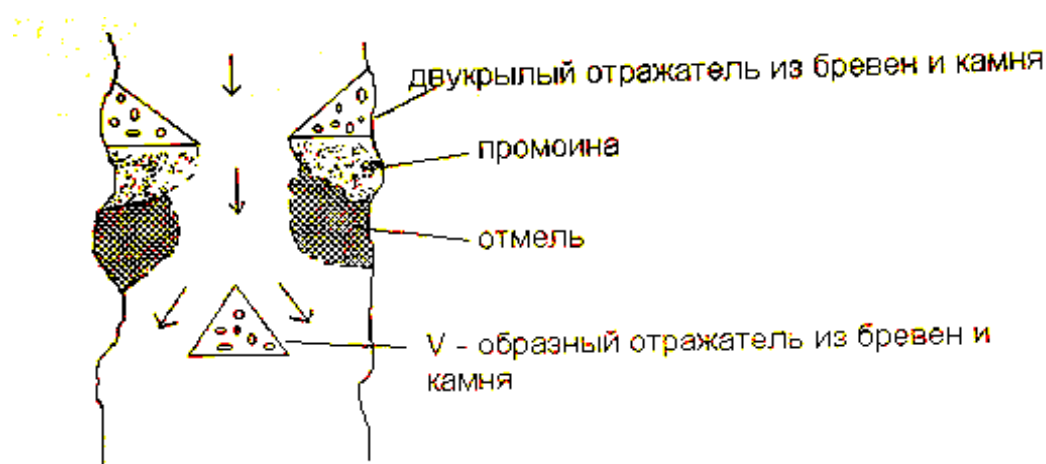 двукрылый отражатель из бревен и камня
промоина
отмель
V - образный отражатель из бревен и
камня